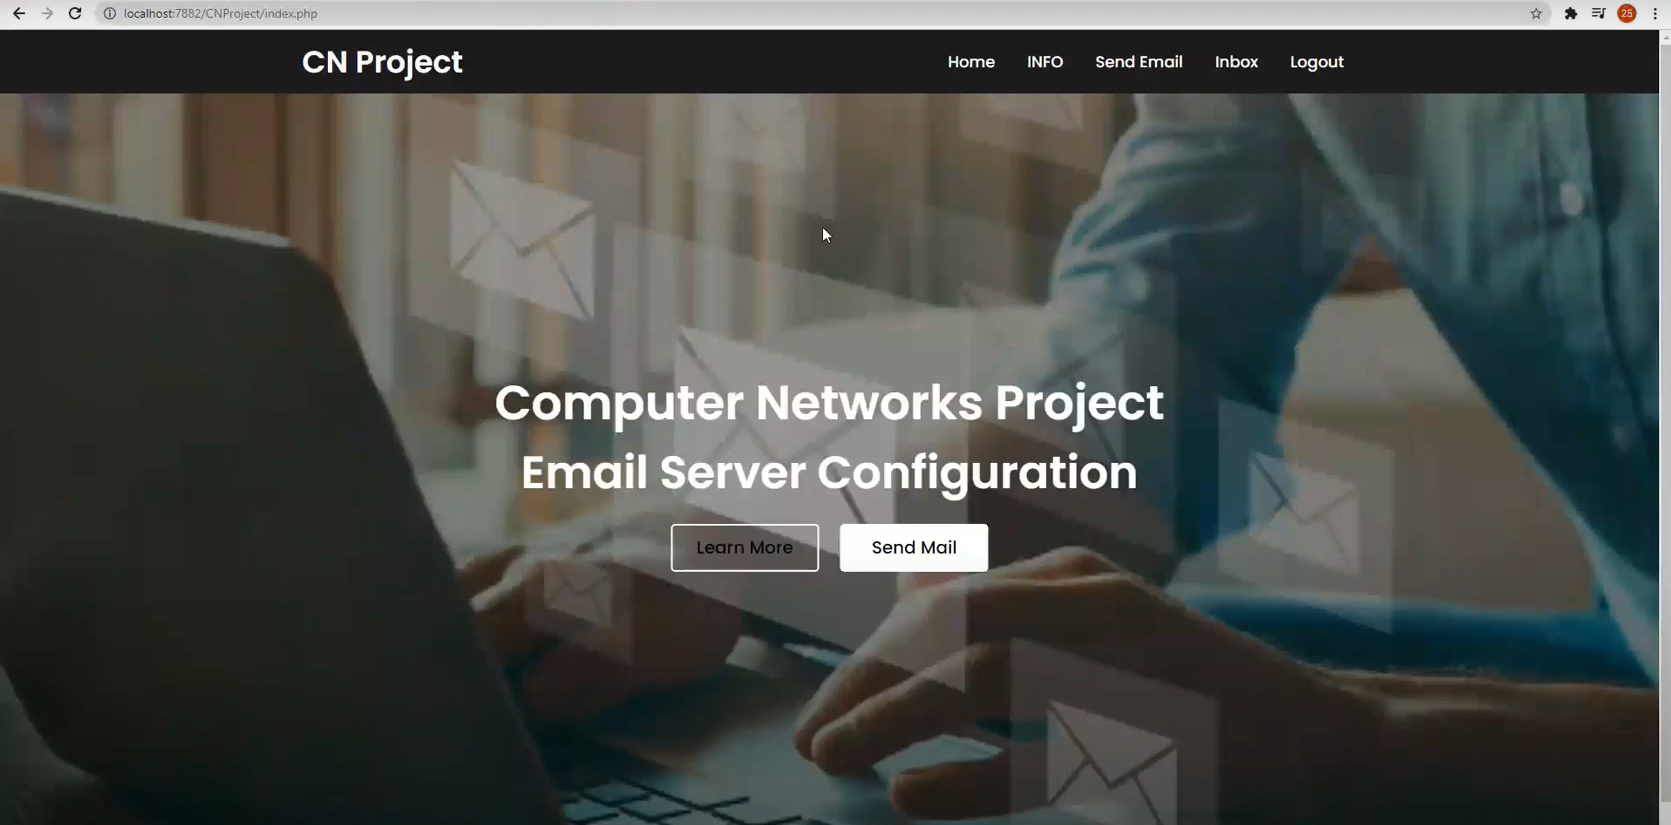 localhost:7882/CNProject/index.php
25
CN Project
Home INFO Send Email Inbox Logout
Computer Networks Project
Email Server Configuration
Learn More Send Mail